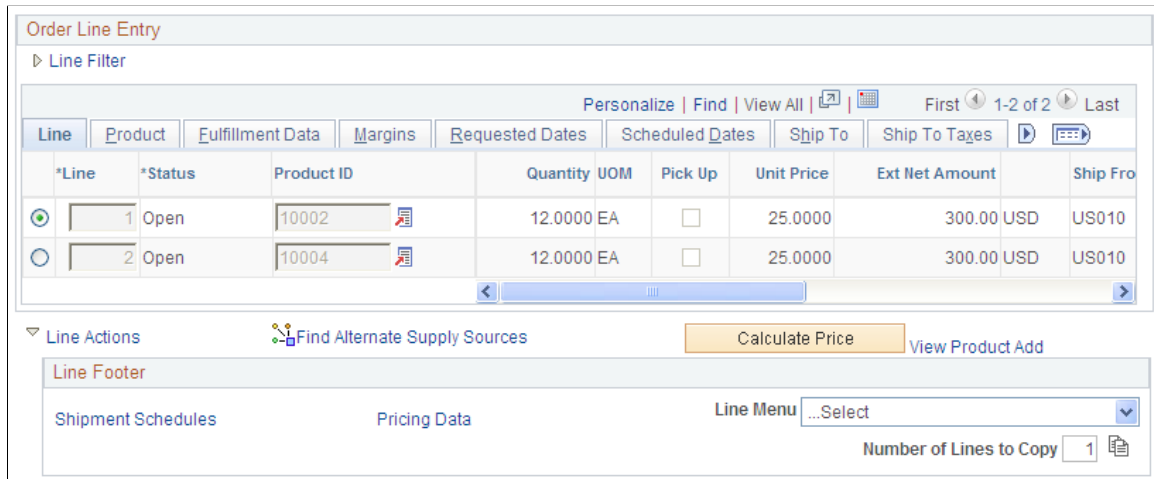 Order Line Entry
Line Filter
Personalize | Find | View All | | First 1-2 of 2 Last
Line Product Fulfillment Data Margins Requested Dates Scheduled Dates Ship To Ship To Taxes
*Line *Status Product ID Quantity UOM Pick Up Unit Price Ext Net Amount Ship Fro
1 Open 10002 12.0000 EA 25.0000 300.00 USD US010
2 Open 10004 12.0000 EA 25.0000 300.00 USD US010
Line Actions Find Alternate Supply Sources Calculate Price View Product Add
Line Footer
Shipment Schedules Pricing Data Line Menu ...Select
Number of Lines to Copy 1